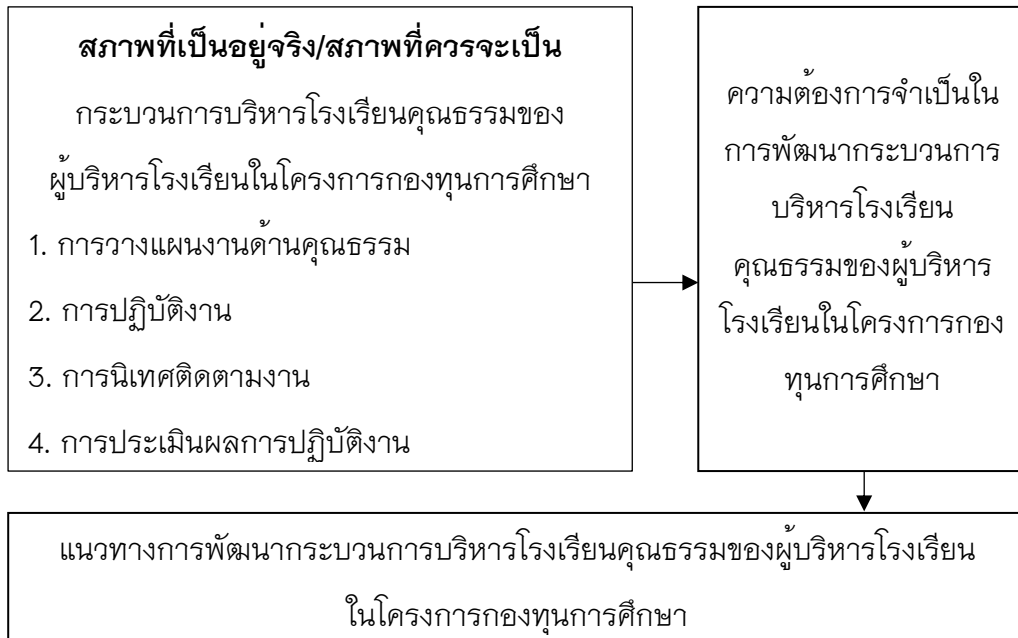 สภาพที่เป็นอยู่จริง/สภาพที่ควรจะเป็น
กระบวนการบริหารโรงเรียนคุณธรรมของ
ผู้บริหารโรงเรียนในโครงการกองทุนการศึกษา
1. การวางแผนงานด้านคุณธรรม
2. การปฏิบัติงาน
3. การนิเทศติดตามงาน
4. การประเมินผลการปฏิบัติงาน
ความต้องการจำเป็นใน
การพัฒนากระบวนการ
บริหารโรงเรียน
คุณธรรมของผู้บริหาร
โรงเรียนในโครงการกอง
ทุนการศึกษา
แนวทางการพัฒนากระบวนการบริหารโรงเรียนคุณธรรมของผู้บริหารโรงเรียน
ในโครงการกองทุนการศึกษา